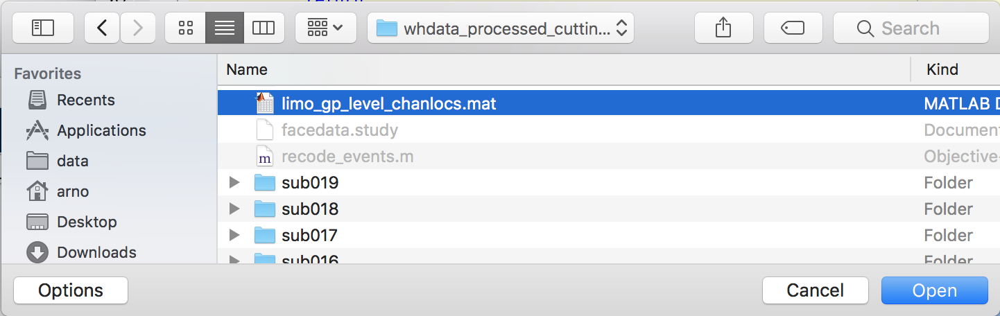 whdata_processed_cuttin...
Search
Favorites
Name
Kind
Recents
limo_gp_level_chanlocs.mat
MATLAB D
Applications
facedata.study
Documen
data
recode_events.m
Objective-
arno
sub019
Folder
Desktop
sub018
Folder
Downloads
sub017
Folder
sub016
Folder
Options
Cancel
Open